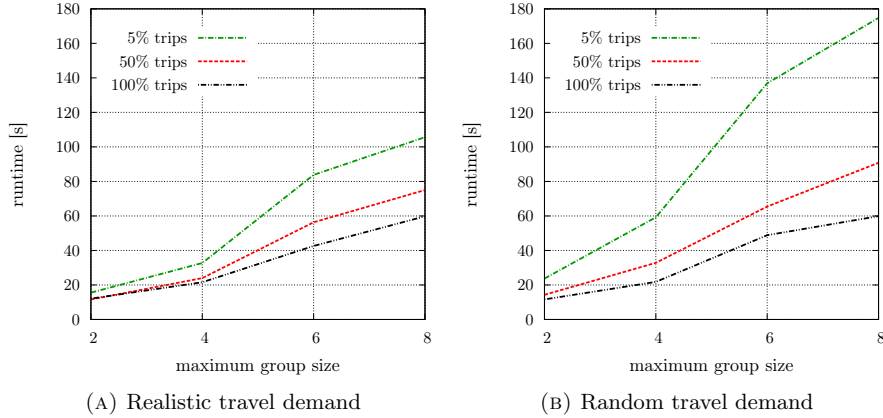 180
160
140
120
100
80
60
40
20
0
runtime [s]
5% trips
50% trips
100% trips
2 4 6 8
maximum group size
(A) Realistic travel demand
180
160
140
120
100
80
60
40
20
0
runtime [s]
5% trips
50% trips
100% trips
2 4 6 8
maximum group size
(B) Random travel demand